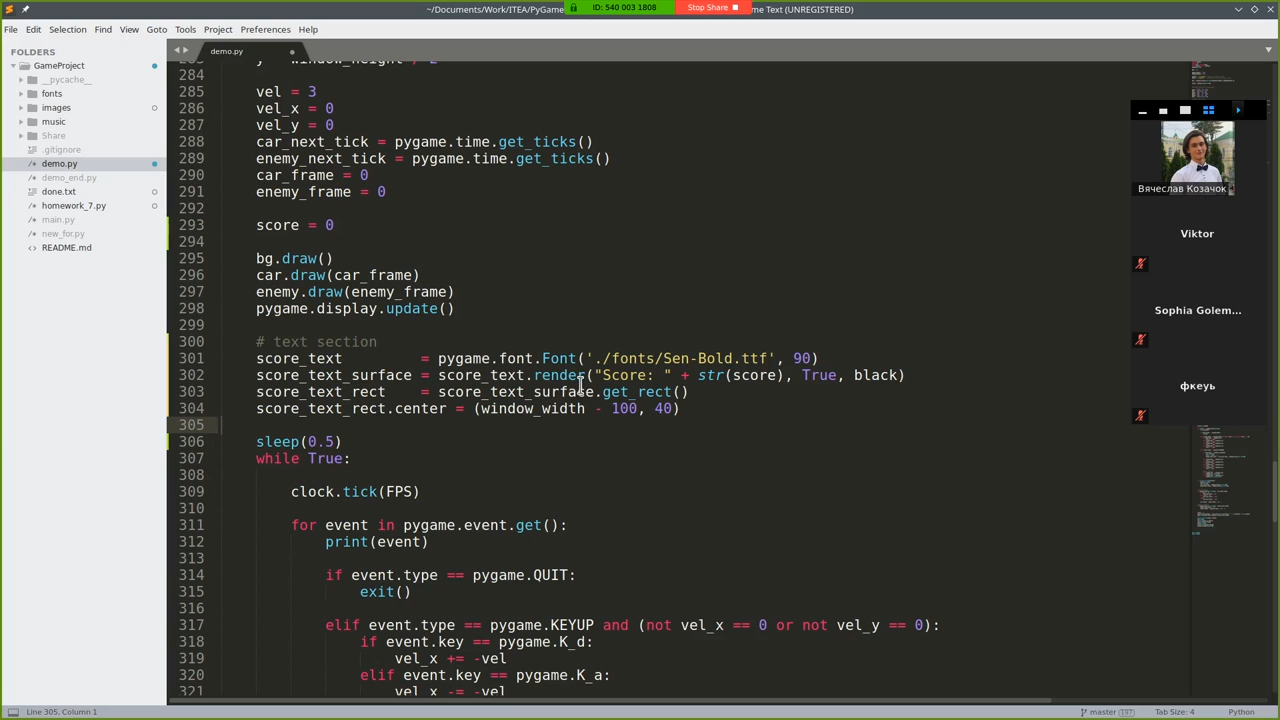 ~/Documents/Work/ITEA/PyGame
ID: 540 003 1808
Stop Share
me Text (UNREGISTERED)
File Edit Selection Find View Goto Tools Project Preferences Help
FOLDERS
GameProject
__pycache__
fonts
images
music
Share
.gitignore
demo.py
demo_end.py
done.txt
homework_7.py
main.py
new_for.py
README.md
demo.py
284
285 vel = 3
286 vel_x = 0
287 vel_y = 0
288 car_next_tick = pygame.time.get_ticks()
289 enemy_next_tick = pygame.time.get_ticks()
290 car_frame = 0
291 enemy_frame = 0
292
293 score = 0
294
295 bg.draw()
296 car.draw(car_frame)
297 enemy.draw(enemy_frame)
298 pygame.display.update()
299
300 # text section
301 score_text         = pygame.font.Font('./fonts/Sen-Bold.ttf', 90)
302 score_text_surface = score_text.render("Score: " + str(score), True, black)
303 score_text_rect    = score_text_surface.get_rect()
304 score_text_rect.center = (window_width - 100, 40)
305
306 sleep(0.5)
307 while True:
308
309     clock.tick(FPS)
310
311     for event in pygame.event.get():
312         print(event)
313
314         if event.type == pygame.QUIT:
315             exit()
316
317         elif event.type == pygame.KEYUP and (not vel_x == 0 or not vel_y == 0):
318             if event.key == pygame.K_d:
319                 vel_x += -vel
320             elif event.key == pygame.K_a:
321                 vel_x -= -vel
Вячеслав Козачок
Viktor
Sophia Golem...
фкеуь
Line 305, Column 1
master 197
Tab Size: 4
Python